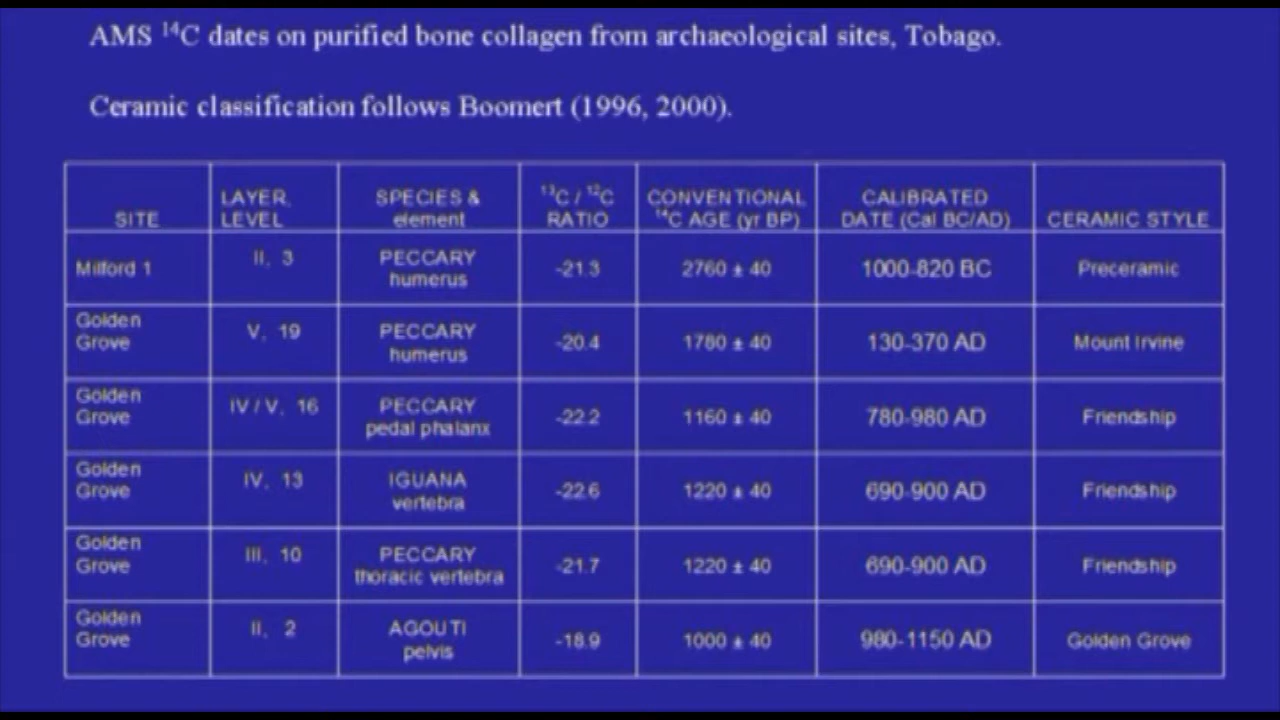 AMS ¹⁴C dates on purified bone collagen from archaeological sites, Tobago.
Ceramic classification follows Boomert (1996, 2000).
SITE LAYER, LEVEL SPECIES & element ¹³C / ¹²C RATIO CONVENTIONAL ¹⁴C AGE (yr BP) CALIBRATED DATE (Cal BC/AD) CERAMIC STYLE
Milford 1 II, 3 PECCARY humerus -21.3 2760 ± 40 1000-820 BC Preceramic
Golden Grove V, 19 PECCARY humerus -20.4 1780 ± 40 130-370 AD Mount Irvine
Golden Grove IV / V, 16 PECCARY pedal phalanx -22.2 1160 ± 40 780-980 AD Friendship
Golden Grove IV, 13 IGUANA vertebra -22.6 1220 ± 40 690-900 AD Friendship
Golden Grove III, 10 PECCARY thoracic vertebra -21.7 1220 ± 40 690-900 AD Friendship
Golden Grove II, 2 AGOUTI pelvis -18.9 1000 ± 40 980-1150 AD Golden Grove